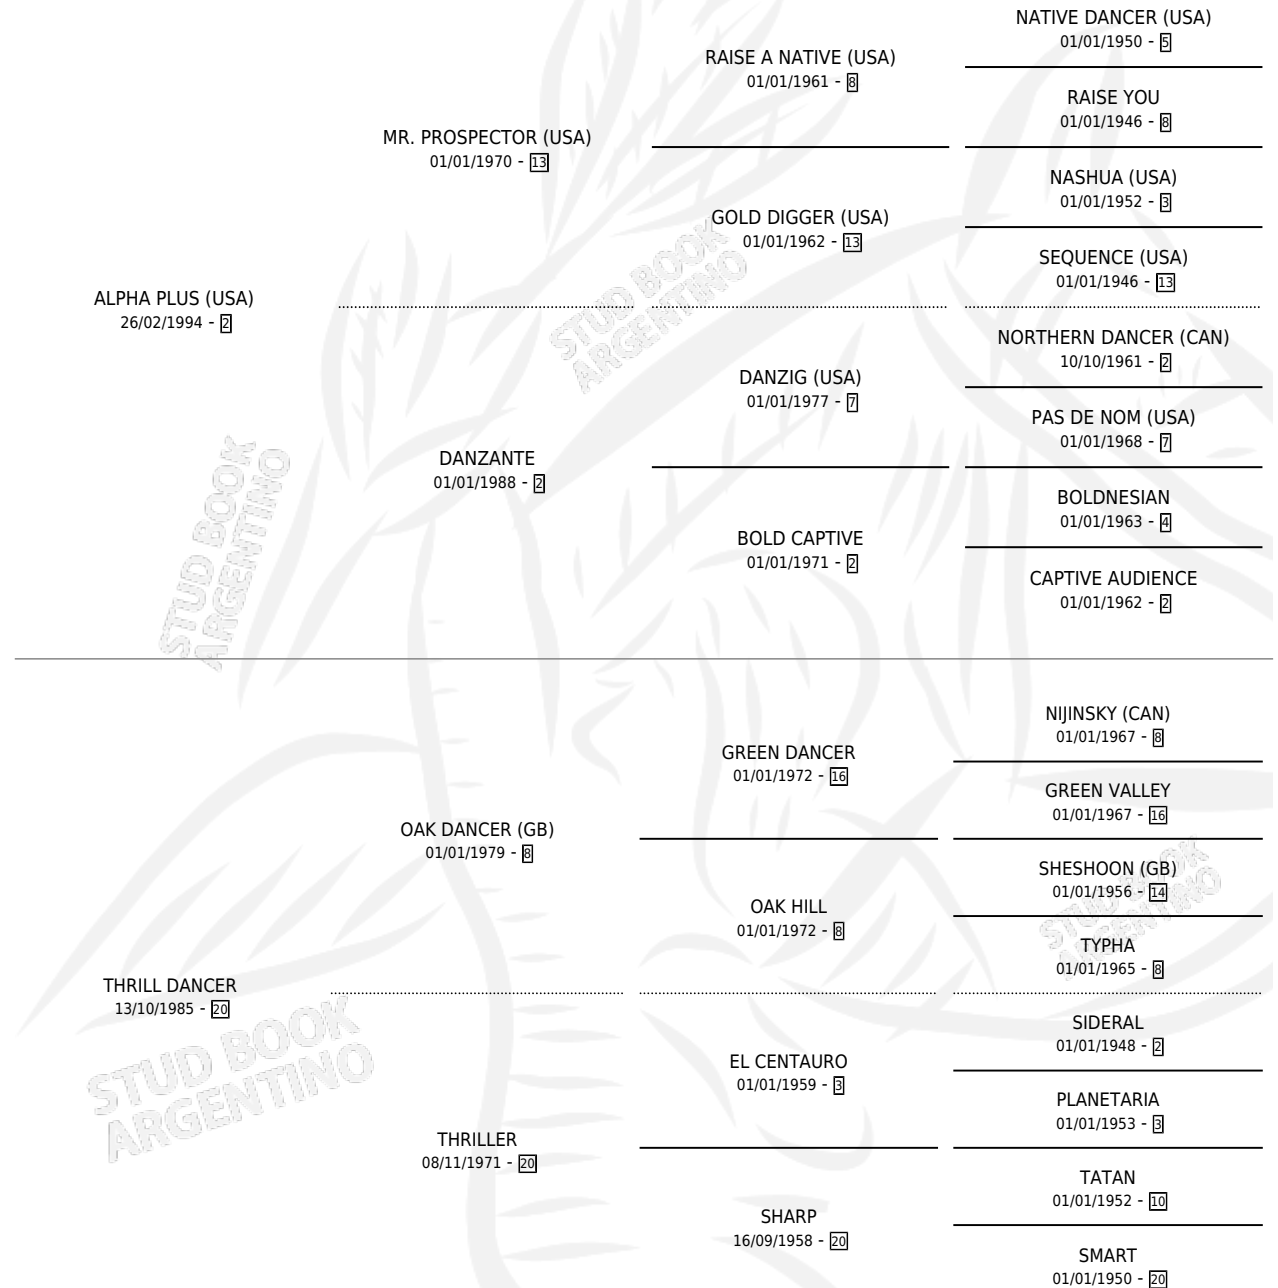 NATIVE DANCER (USA)
01/01/1950 - 5
RAISE A NATIVE (USA)
01/01/1961 - 8
RAISE YOU
01/01/1946 - 8
MR. PROSPECTOR (USA)
01/01/1970 - 13
NASHUA (USA)
01/01/1952 - 3
GOLD DIGGER (USA)
01/01/1962 - 13
SEQUENCE (USA)
01/01/1946 - 13
ALPHA PLUS (USA)
26/02/1994 - 2
STUD BOOK
ARGENTINO
NORTHERN DANCER (CAN)
10/10/1961 - 2
DANZIG (USA)
01/01/1977 - 7
PAS DE NOM (USA)
01/01/1968 - 7
DANZANTE
01/01/1988 - 2
BOLDNESIAN
01/01/1963 - 4
BOLD CAPTIVE
01/01/1971 - 2
CAPTIVE AUDIENCE
01/01/1962 - 2
STUD BOOK
ARGENTINO
NIJINSKY (CAN)
01/01/1967 - 8
GREEN DANCER
01/01/1972 - 16
GREEN VALLEY
01/01/1967 - 16
OAK DANCER (GB)
01/01/1979 - 8
SHESHOON (GB)
01/01/1956 - 14
OAK HILL
01/01/1972 - 8
STUD BOOK
ARGENTINO
TYPHA
01/01/1965 - 8
THRILL DANCER
13/10/1985 - 20
STUD BOOK
ARGENTINO
SIDERAL
01/01/1948 - 2
EL CENTAURO
01/01/1959 - 3
PLANETARIA
01/01/1953 - 3
THRILLER
08/11/1971 - 20
TATAN
01/01/1952 - 10
SHARP
16/09/1958 - 20
SMART
01/01/1950 - 20